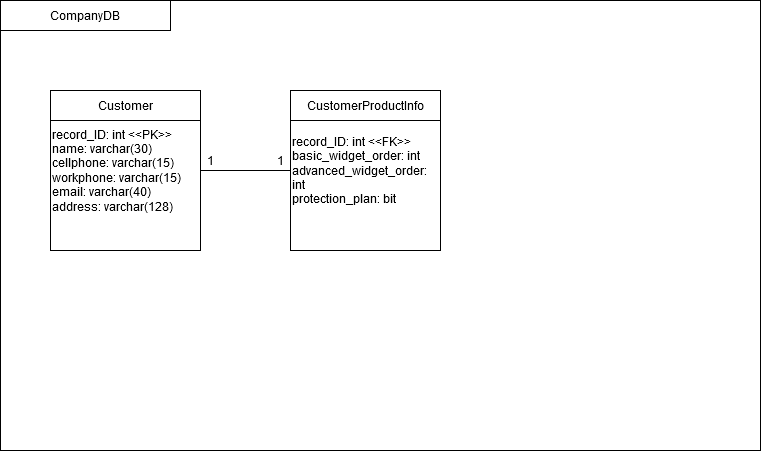 CompanyDB
Customer
record_ID: int <<PK>>
name: varchar(30)
cellphone: varchar(15)
workphone: varchar(15)
email: varchar(40)
address: varchar(128)
1
1
CustomerProductInfo
record_ID: int <<FK>>
basic_widget_order: int
advanced_widget_order:
int
protection_plan: bit